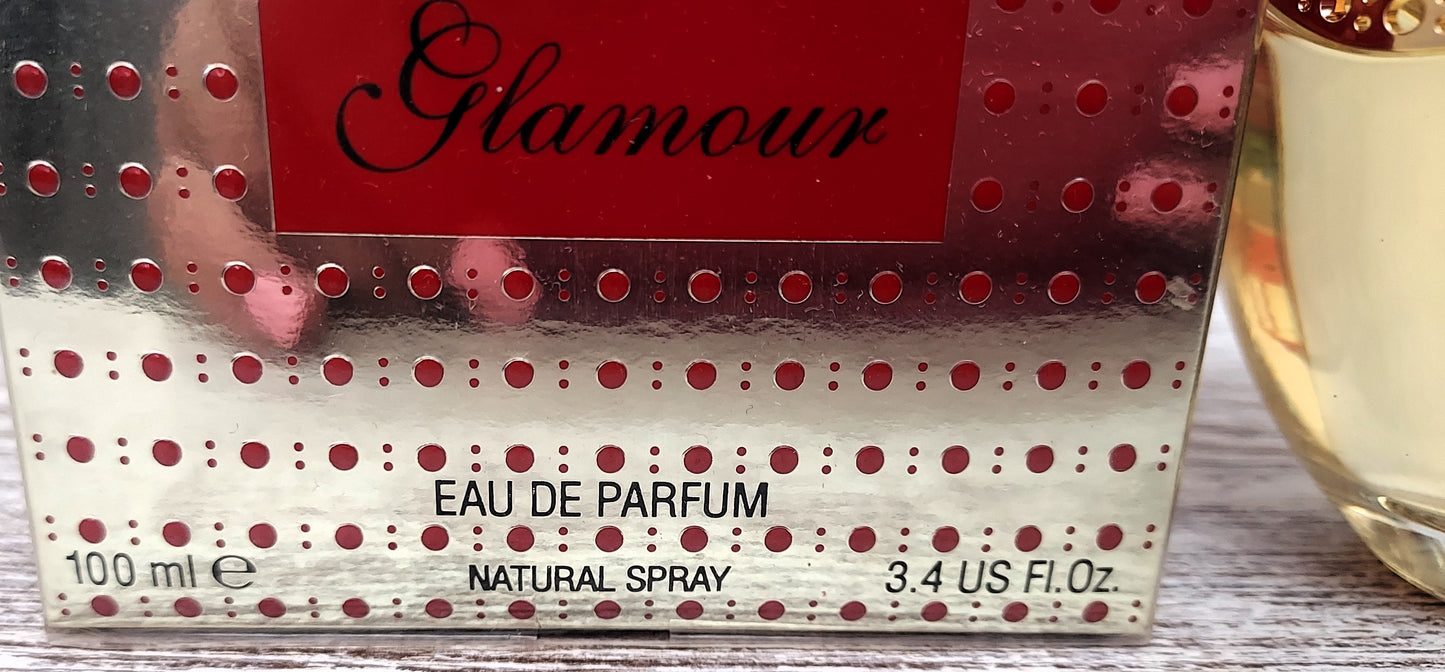 Glamour
EAU DE PARFUM
100 ml ℮ NATURAL SPRAY 3.4 US Fl.Oz.